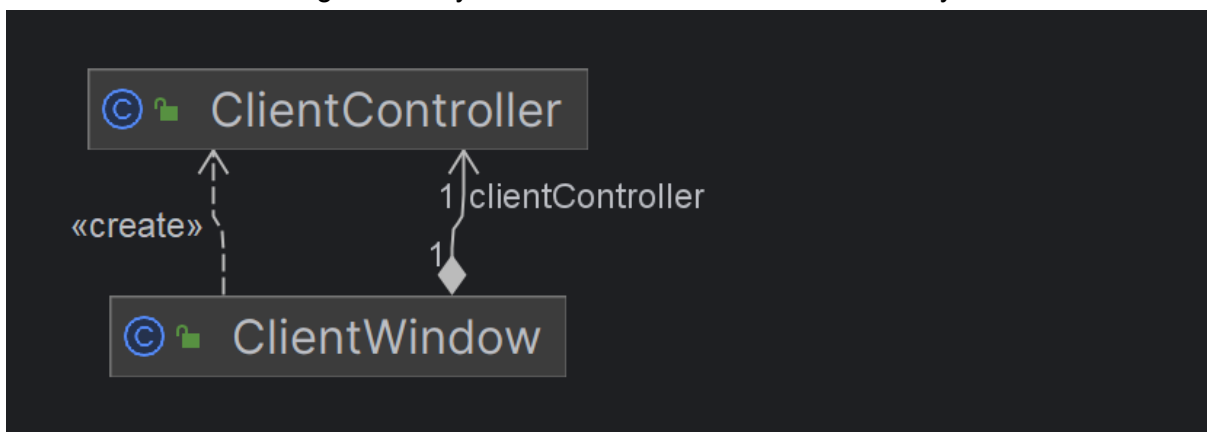 C ClientController
1 clientController
«create»
1
C ClientWindow